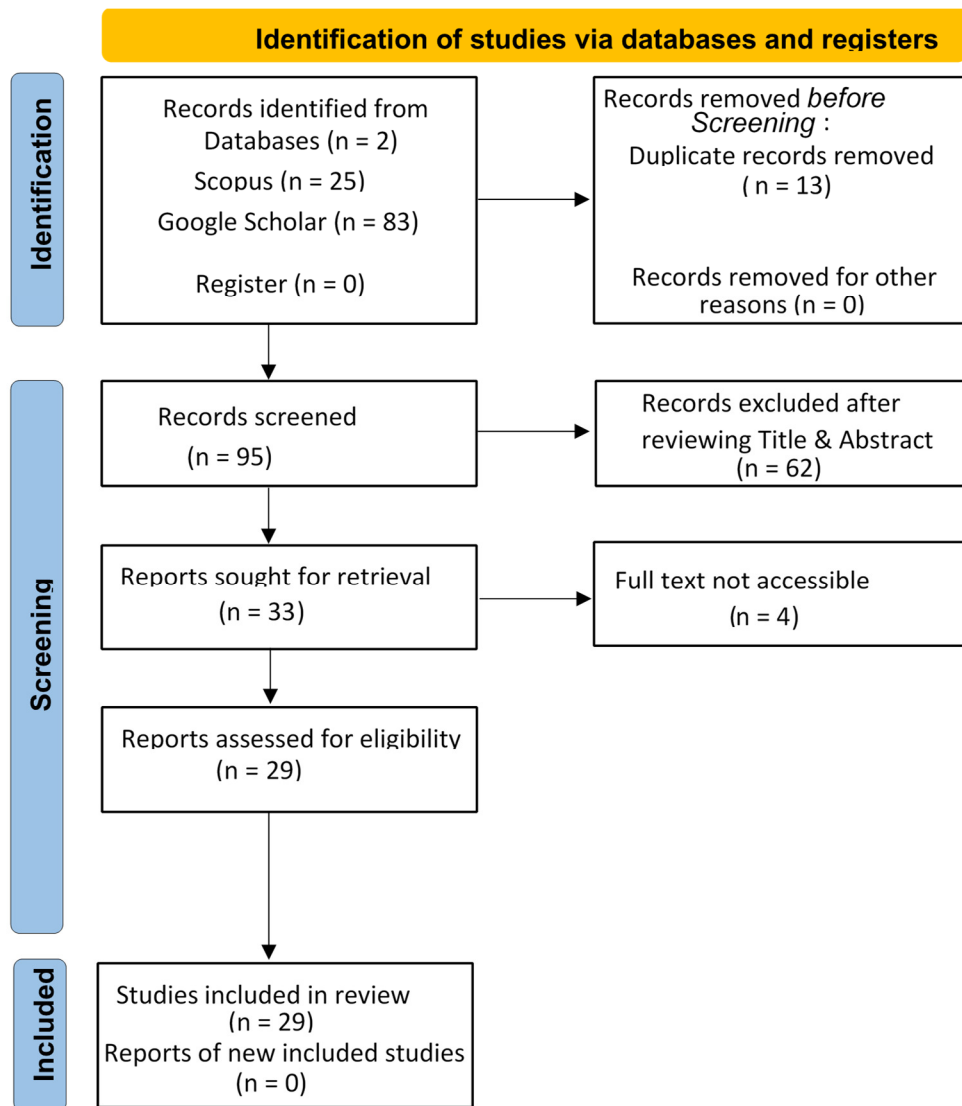 Identification of studies via databases and registers
Identification
Records identified from
Databases (n = 2)
Scopus (n = 25)
Google Scholar (n = 83)
Register (n = 0)
Records removed before
Screening :
Duplicate records removed
( n = 13)
Records removed for other
reasons (n = 0)
Screening
Records screened
(n = 95)
Records excluded after
reviewing Title & Abstract
(n = 62)
Reports sought for retrieval
(n = 33)
Full text not accessible
(n = 4)
Reports assessed for eligibility
(n = 29)
Included
Studies included in review
(n = 29)
Reports of new included studies
(n = 0)